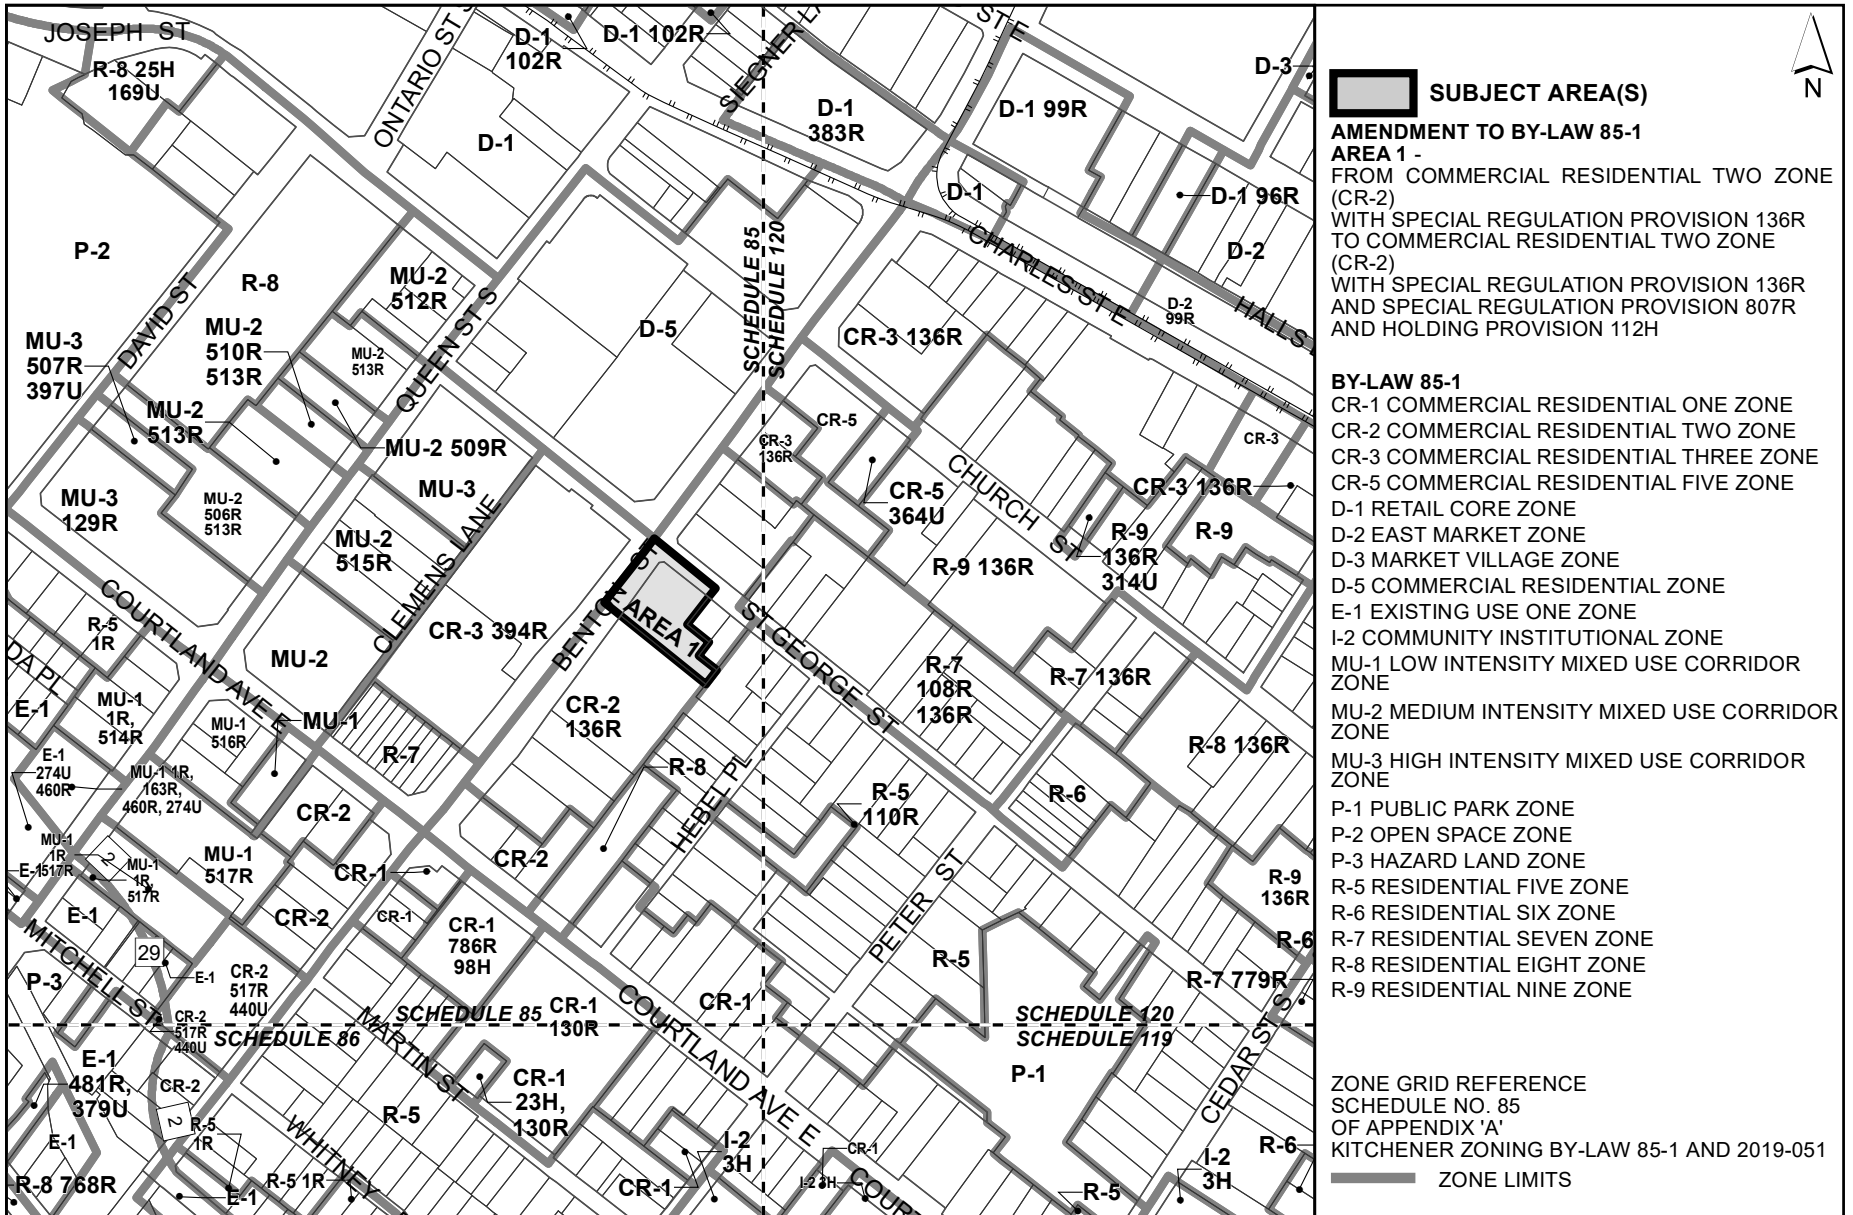 JOSEPH ST
R-8 25H
169U
ONTARIO ST S
D-1
102R
D-1 102R
D-1
SIEGNER
ST E
D-1
383R
D-1 99R
D-3
D-1
D-1 96R
D-2
CHARLES ST E
D-2
99R
HALLS
P-2
DAVID ST
R-8
MU-2
512R
MU-2
510R
513R
MU-2
513R
QUEEN ST S
MU-3
507R
397U
MU-2
513R
MU-2 509R
D-5
SCHEDULE 85
SCHEDULE 120
CR-3 136R
CR-5
CR-3
136R
CR-5
364U
CHURCH ST
CR-3
CR-3 136R
R-9
136R
314U
R-9
R-9 136R
MU-3
129R
MU-2
506R
513R
MU-3
MU-2
515R
CLEMENS LANE
BENTON ST
AREA 1
CR-3 394R
COURTLAND AVE E
R-5
1R
DA PL
E-1
MU-1
1R,
514R
MU-2
MU-1
516R
MU-1
R-7
CR-2
136R
ST GEORGE ST
R-7
108R
136R
R-7 136R
R-8 136R
R-8
HEBEL PL
R-5
110R
R-6
E-1
274U
460R
MU-1 1R,
163R,
460R, 274U
CR-2
MU-1
1R
517R
E-1
2
MU-1
1R,
517R
MU-1
517R
CR-1
CR-2
CR-2
CR-1
CR-1
786R
98H
PETER ST
R-9
136R
R-6
E-1
MITCHELL ST
29
E-1
P-3
CR-2
517R
440U
CR-2
517R
440U
R-5
R-7 779R
CR-1
CR-1
130R
COURTLAND AVE E
SCHEDULE 85
SCHEDULE 86
SCHEDULE 120
SCHEDULE 119
MARTIN ST
P-1
CEDAR ST S
E-1
481R,
379U
CR-2
2
R-5
1R
E-1
R-8 768R
E-1
R-5 1R
WHITNEY
R-5
CR-1
23H,
130R
I-2
3H
CR-1
CR-1
I-2 3H
COURT
R-5
I-2
3H
R-6
N
SUBJECT AREA(S)
AMENDMENT TO BY-LAW 85-1
AREA 1 -
FROM COMMERCIAL RESIDENTIAL TWO ZONE
(CR-2)
WITH SPECIAL REGULATION PROVISION 136R
TO COMMERCIAL RESIDENTIAL TWO ZONE
(CR-2)
WITH SPECIAL REGULATION PROVISION 136R
AND SPECIAL REGULATION PROVISION 807R
AND HOLDING PROVISION 112H
BY-LAW 85-1
CR-1 COMMERCIAL RESIDENTIAL ONE ZONE
CR-2 COMMERCIAL RESIDENTIAL TWO ZONE
CR-3 COMMERCIAL RESIDENTIAL THREE ZONE
CR-5 COMMERCIAL RESIDENTIAL FIVE ZONE
D-1 RETAIL CORE ZONE
D-2 EAST MARKET ZONE
D-3 MARKET VILLAGE ZONE
D-5 COMMERCIAL RESIDENTIAL ZONE
E-1 EXISTING USE ONE ZONE
I-2 COMMUNITY INSTITUTIONAL ZONE
MU-1 LOW INTENSITY MIXED USE CORRIDOR
ZONE
MU-2 MEDIUM INTENSITY MIXED USE CORRIDOR
ZONE
MU-3 HIGH INTENSITY MIXED USE CORRIDOR
ZONE
P-1 PUBLIC PARK ZONE
P-2 OPEN SPACE ZONE
P-3 HAZARD LAND ZONE
R-5 RESIDENTIAL FIVE ZONE
R-6 RESIDENTIAL SIX ZONE
R-7 RESIDENTIAL SEVEN ZONE
R-8 RESIDENTIAL EIGHT ZONE
R-9 RESIDENTIAL NINE ZONE
ZONE GRID REFERENCE
SCHEDULE NO. 85
OF APPENDIX 'A'
KITCHENER ZONING BY-LAW 85-1 AND 2019-051
ZONE LIMITS